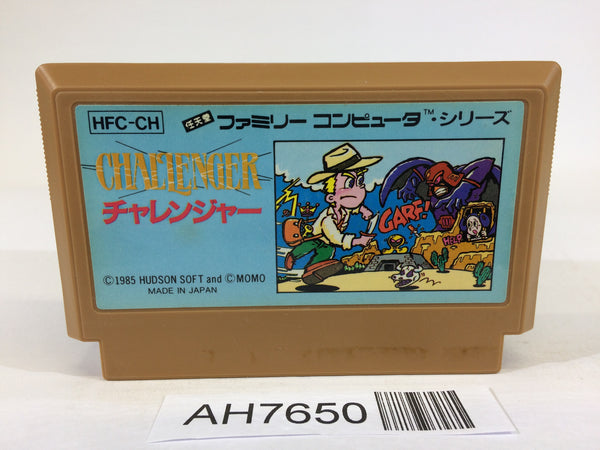 HFC-CH
任天堂 ファミリー コンピュータ™・シリーズ
CHALLENGER
チャレンジャー
GARF!
HELP
©1985 HUDSON SOFT and ©MOMO
MADE IN JAPAN
AH7650